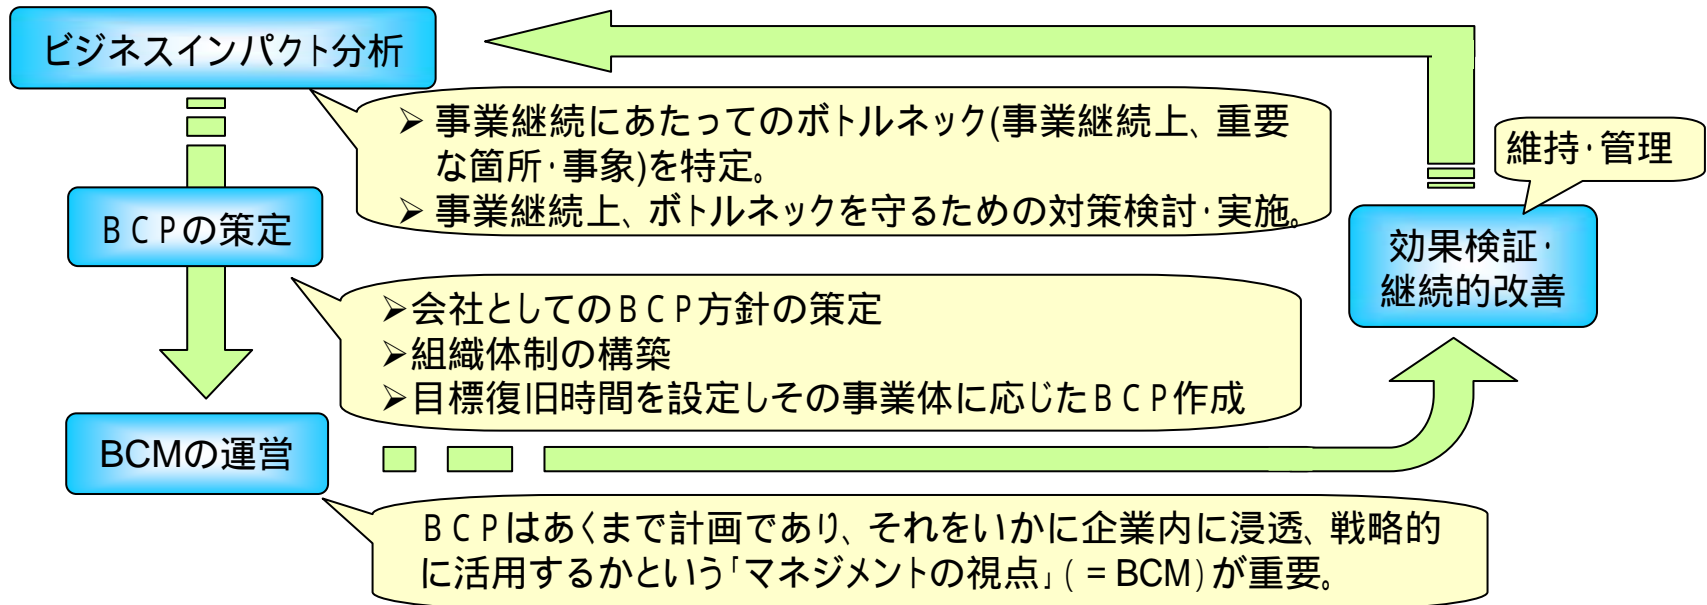 ビジネスインパクト分析
➢ 事業継続にあたってのボトルネック(事業継続上、重要
な箇所・事象)を特定。
➢ 事業継続上、ボトルネックを守るための対策検討・実施。
維持・管理
ＢＣＰの策定
効果検証・
継続的改善
➢会社としてのＢＣＰ方針の策定
➢組織体制の構築
➢目標復旧時間を設定しその事業体に応じたＢＣＰ作成
BCMの運営
ＢＣＰはあくまで計画であり、それをいかに企業内に浸透、戦略的
に活用するかという「マネジメントの視点」(＝BCM)が重要。